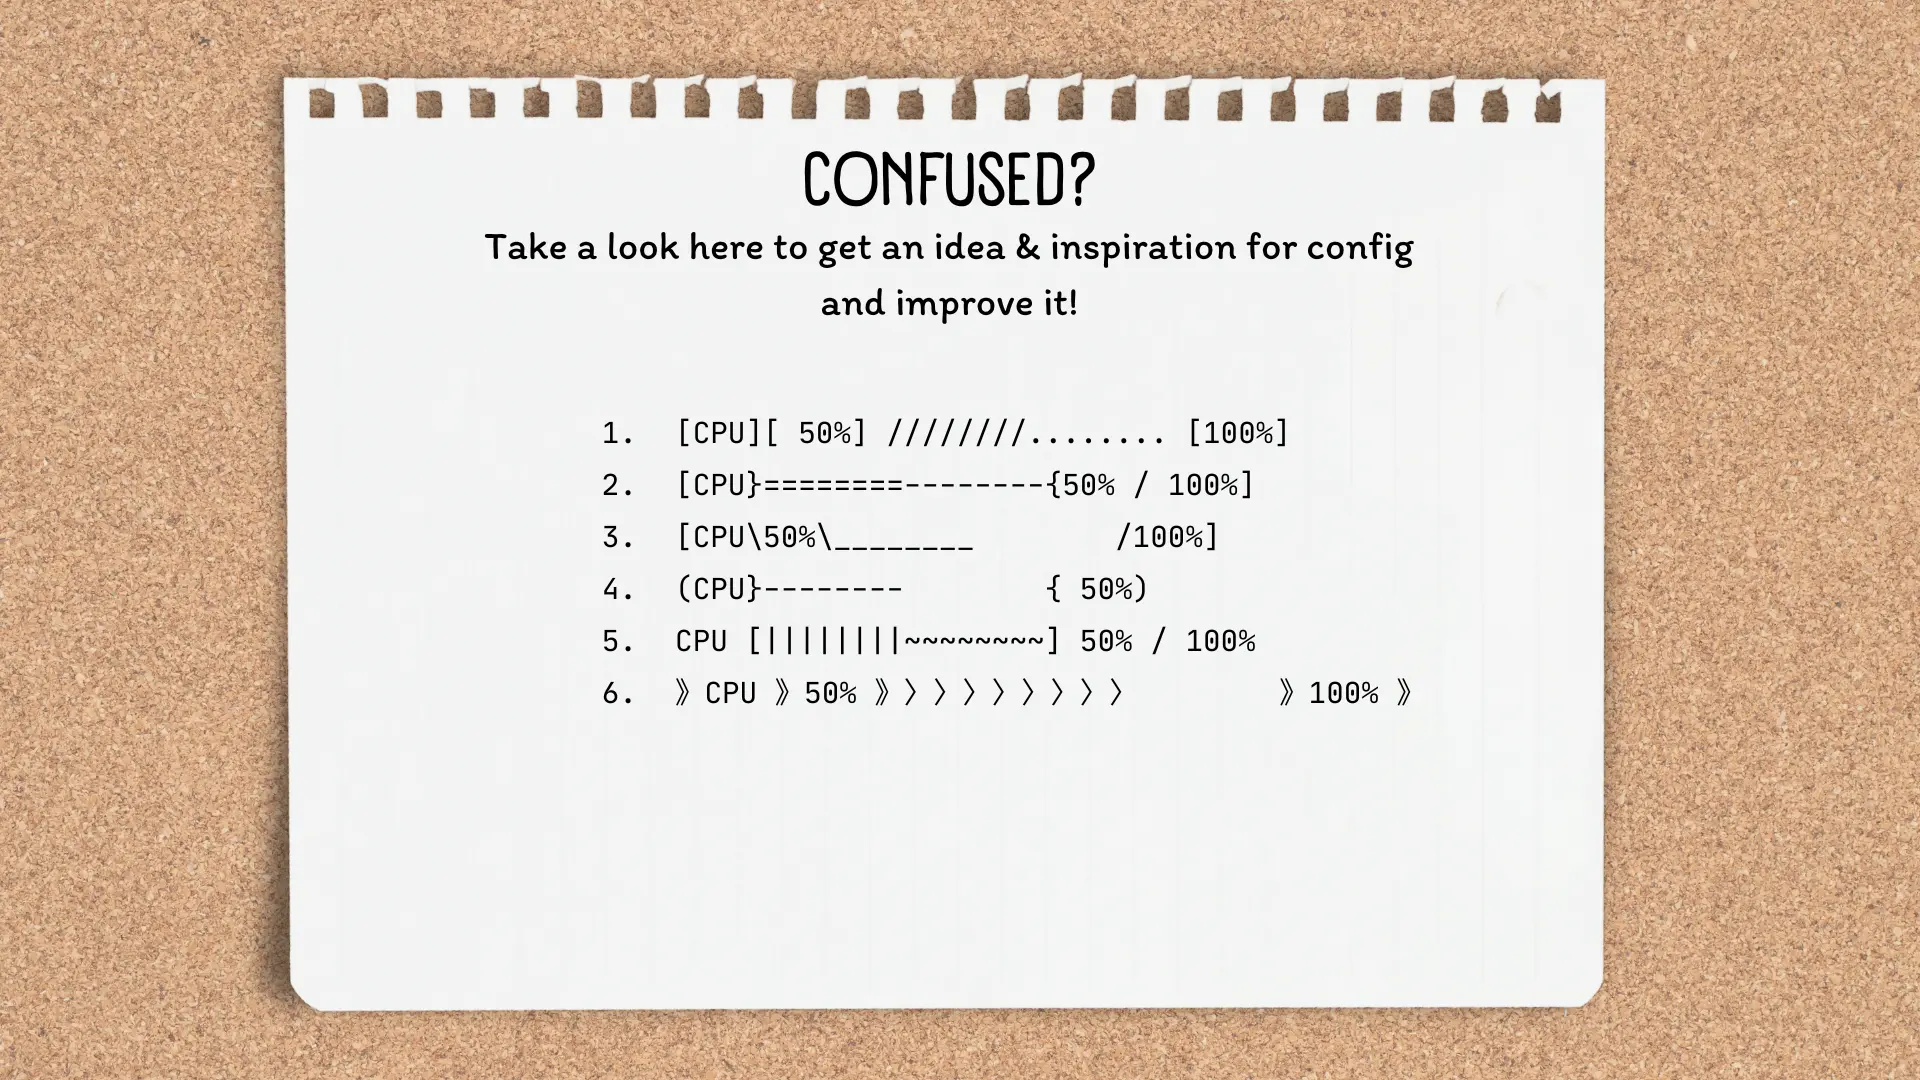 CONFUSED?
Take a look here to get an idea & inspiration for config
and improve it!
1. [CPU][ 50%] ////////........ [100%]
2. [CPU}========--------{50% / 100%]
3. [CPU\50%\________        /100%]
4. (CPU}--------        { 50%)
5. CPU [||||||||~~~~~~~~] 50% / 100%
6. 》CPU 》50% 》〉〉〉〉〉〉〉〉        》100% 》